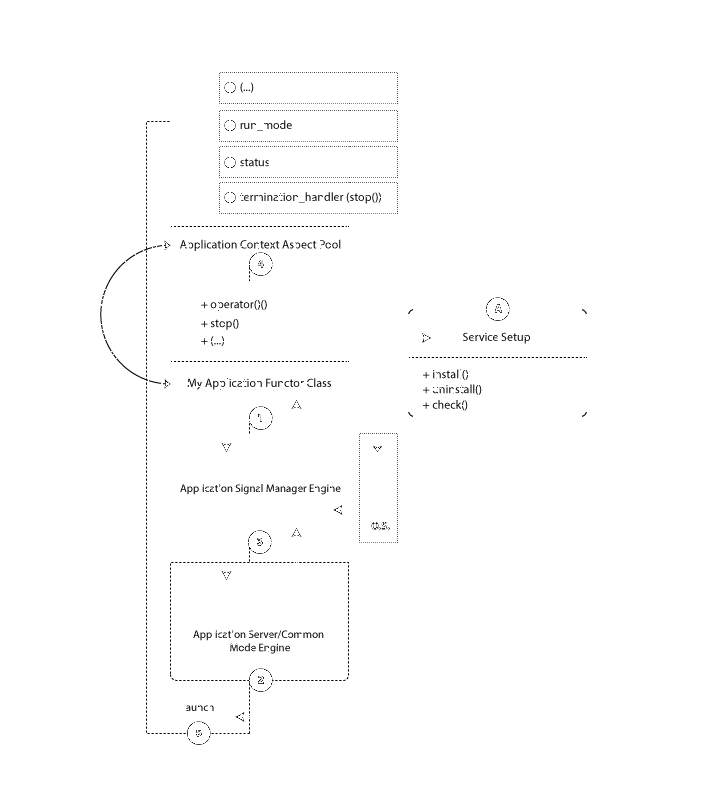 (...)
run_mode
status
termination_handler (stop())
Application Context Aspect Pool
4
+ operator()()
+ stop()
+ (...)
A
Service Setup
+ install()
+ uninstall()
+ check()
My Application Functor Class
1
Application Signal Manager Engine
O.S.
3
Application Server/Common
Mode Engine
2
aunch
5